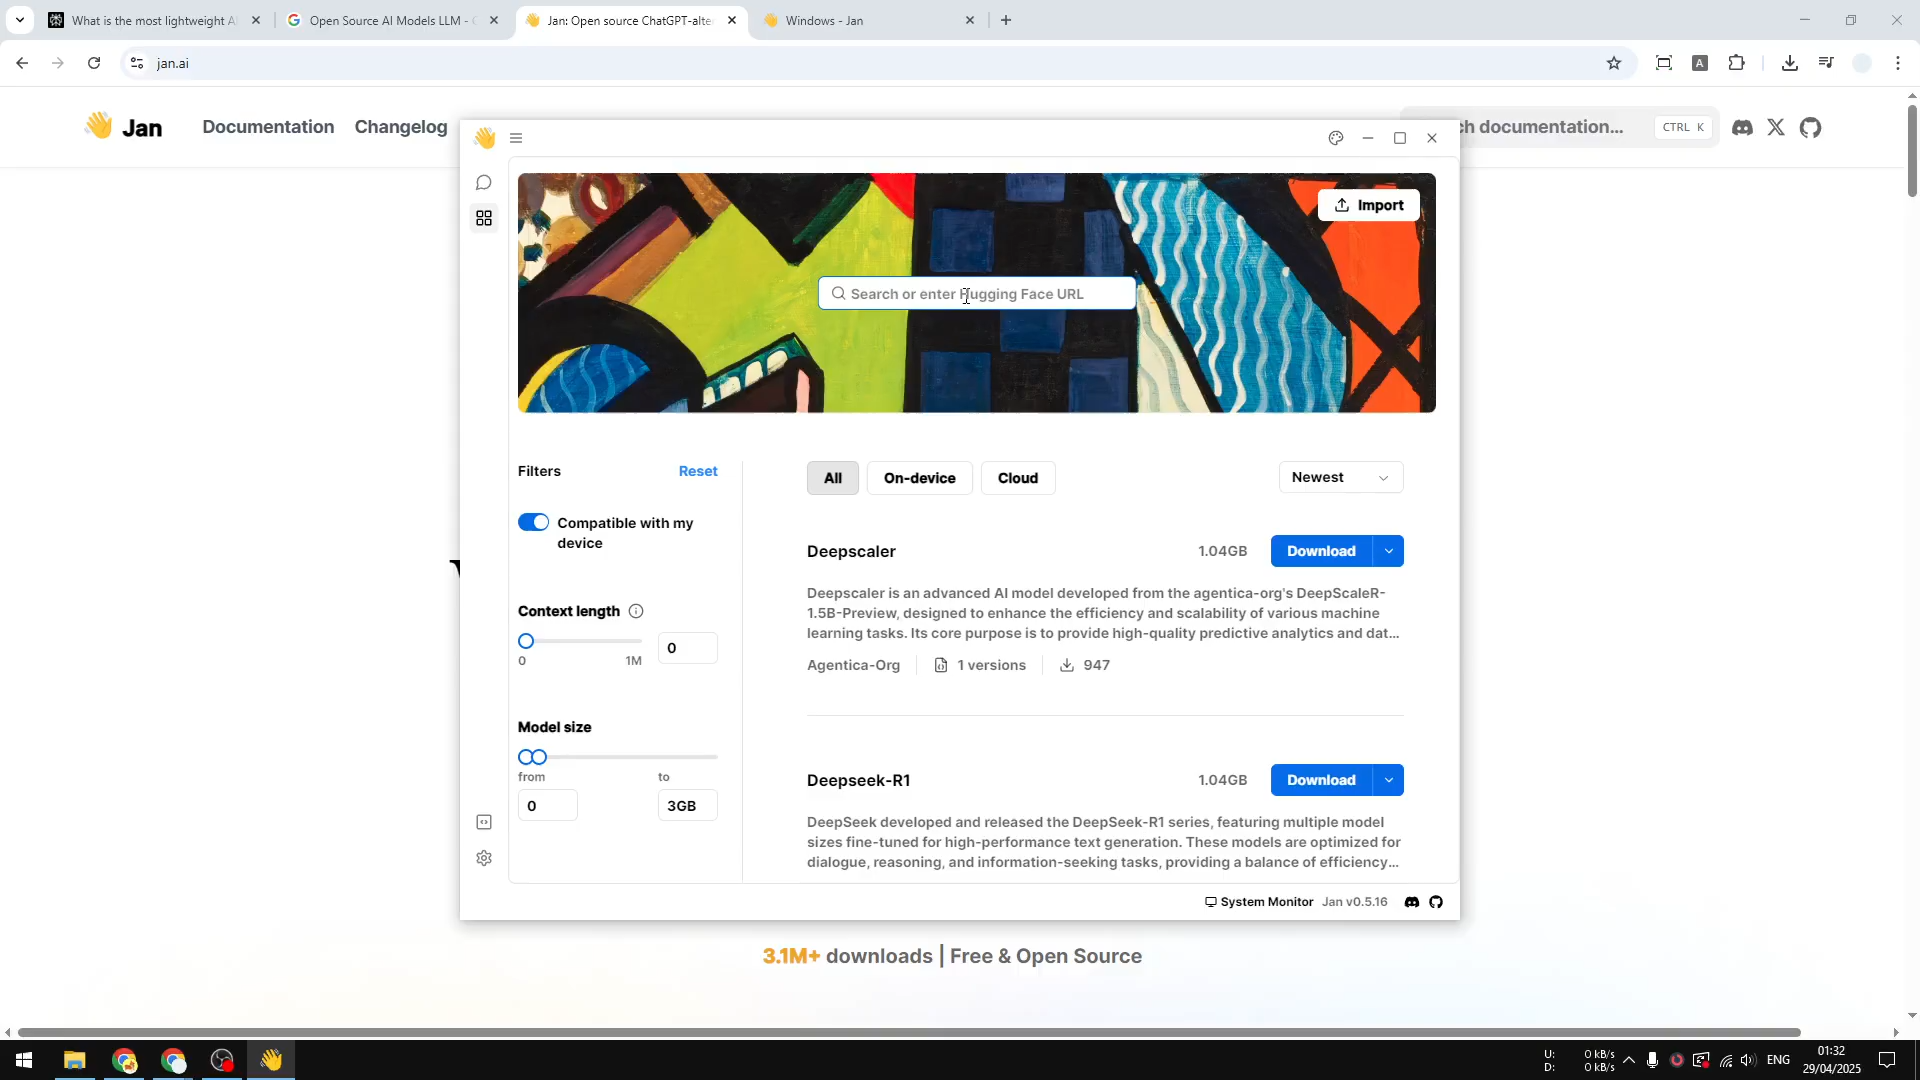 What is the most lightweight A
Open Source AI Models LLM - G
Jan: Open source ChatGPT-alte
Windows - Jan
jan.ai
A
Jan
Documentation
Changelog
ch documentation...
CTRL K
Import
Search or enter Hugging Face URL
Filters
Reset
All
On-device
Cloud
Newest
Compatible with my
device
Deepscaler
1.04GB
Download
Deepscaler is an advanced AI model developed from the agentica-org's DeepScaleR-
1.5B-Preview, designed to enhance the efficiency and scalability of various machine
learning tasks. Its core purpose is to provide high-quality predictive analytics and dat...
Context length
0
0
1M
Agentica-Org
1 versions
947
Model size
from
to
0
3GB
Deepseek-R1
1.04GB
Download
DeepSeek developed and released the DeepSeek-R1 series, featuring multiple model
sizes fine-tuned for high-performance text generation. These models are optimized for
dialogue, reasoning, and information-seeking tasks, providing a balance of efficiency...
System Monitor
Jan v0.5.16
3.1M+ downloads | Free & Open Source
U: 0 kB/s
D: 0 kB/s
ENG
01:32
29/04/2025